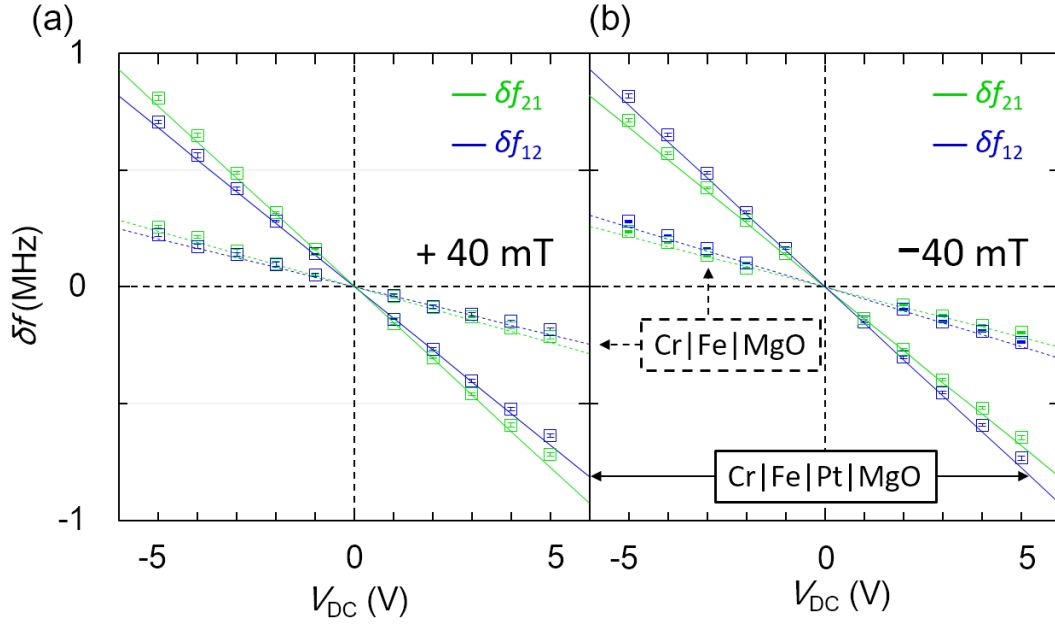 (a)
(b)
1
0
-1
δf (MHz)
δf21
δf12
+ 40 mT
δf21
δf12
−40 mT
Cr|Fe|MgO
Cr|Fe|Pt|MgO
-5
0
5
-5
0
5
VDC (V)
VDC (V)